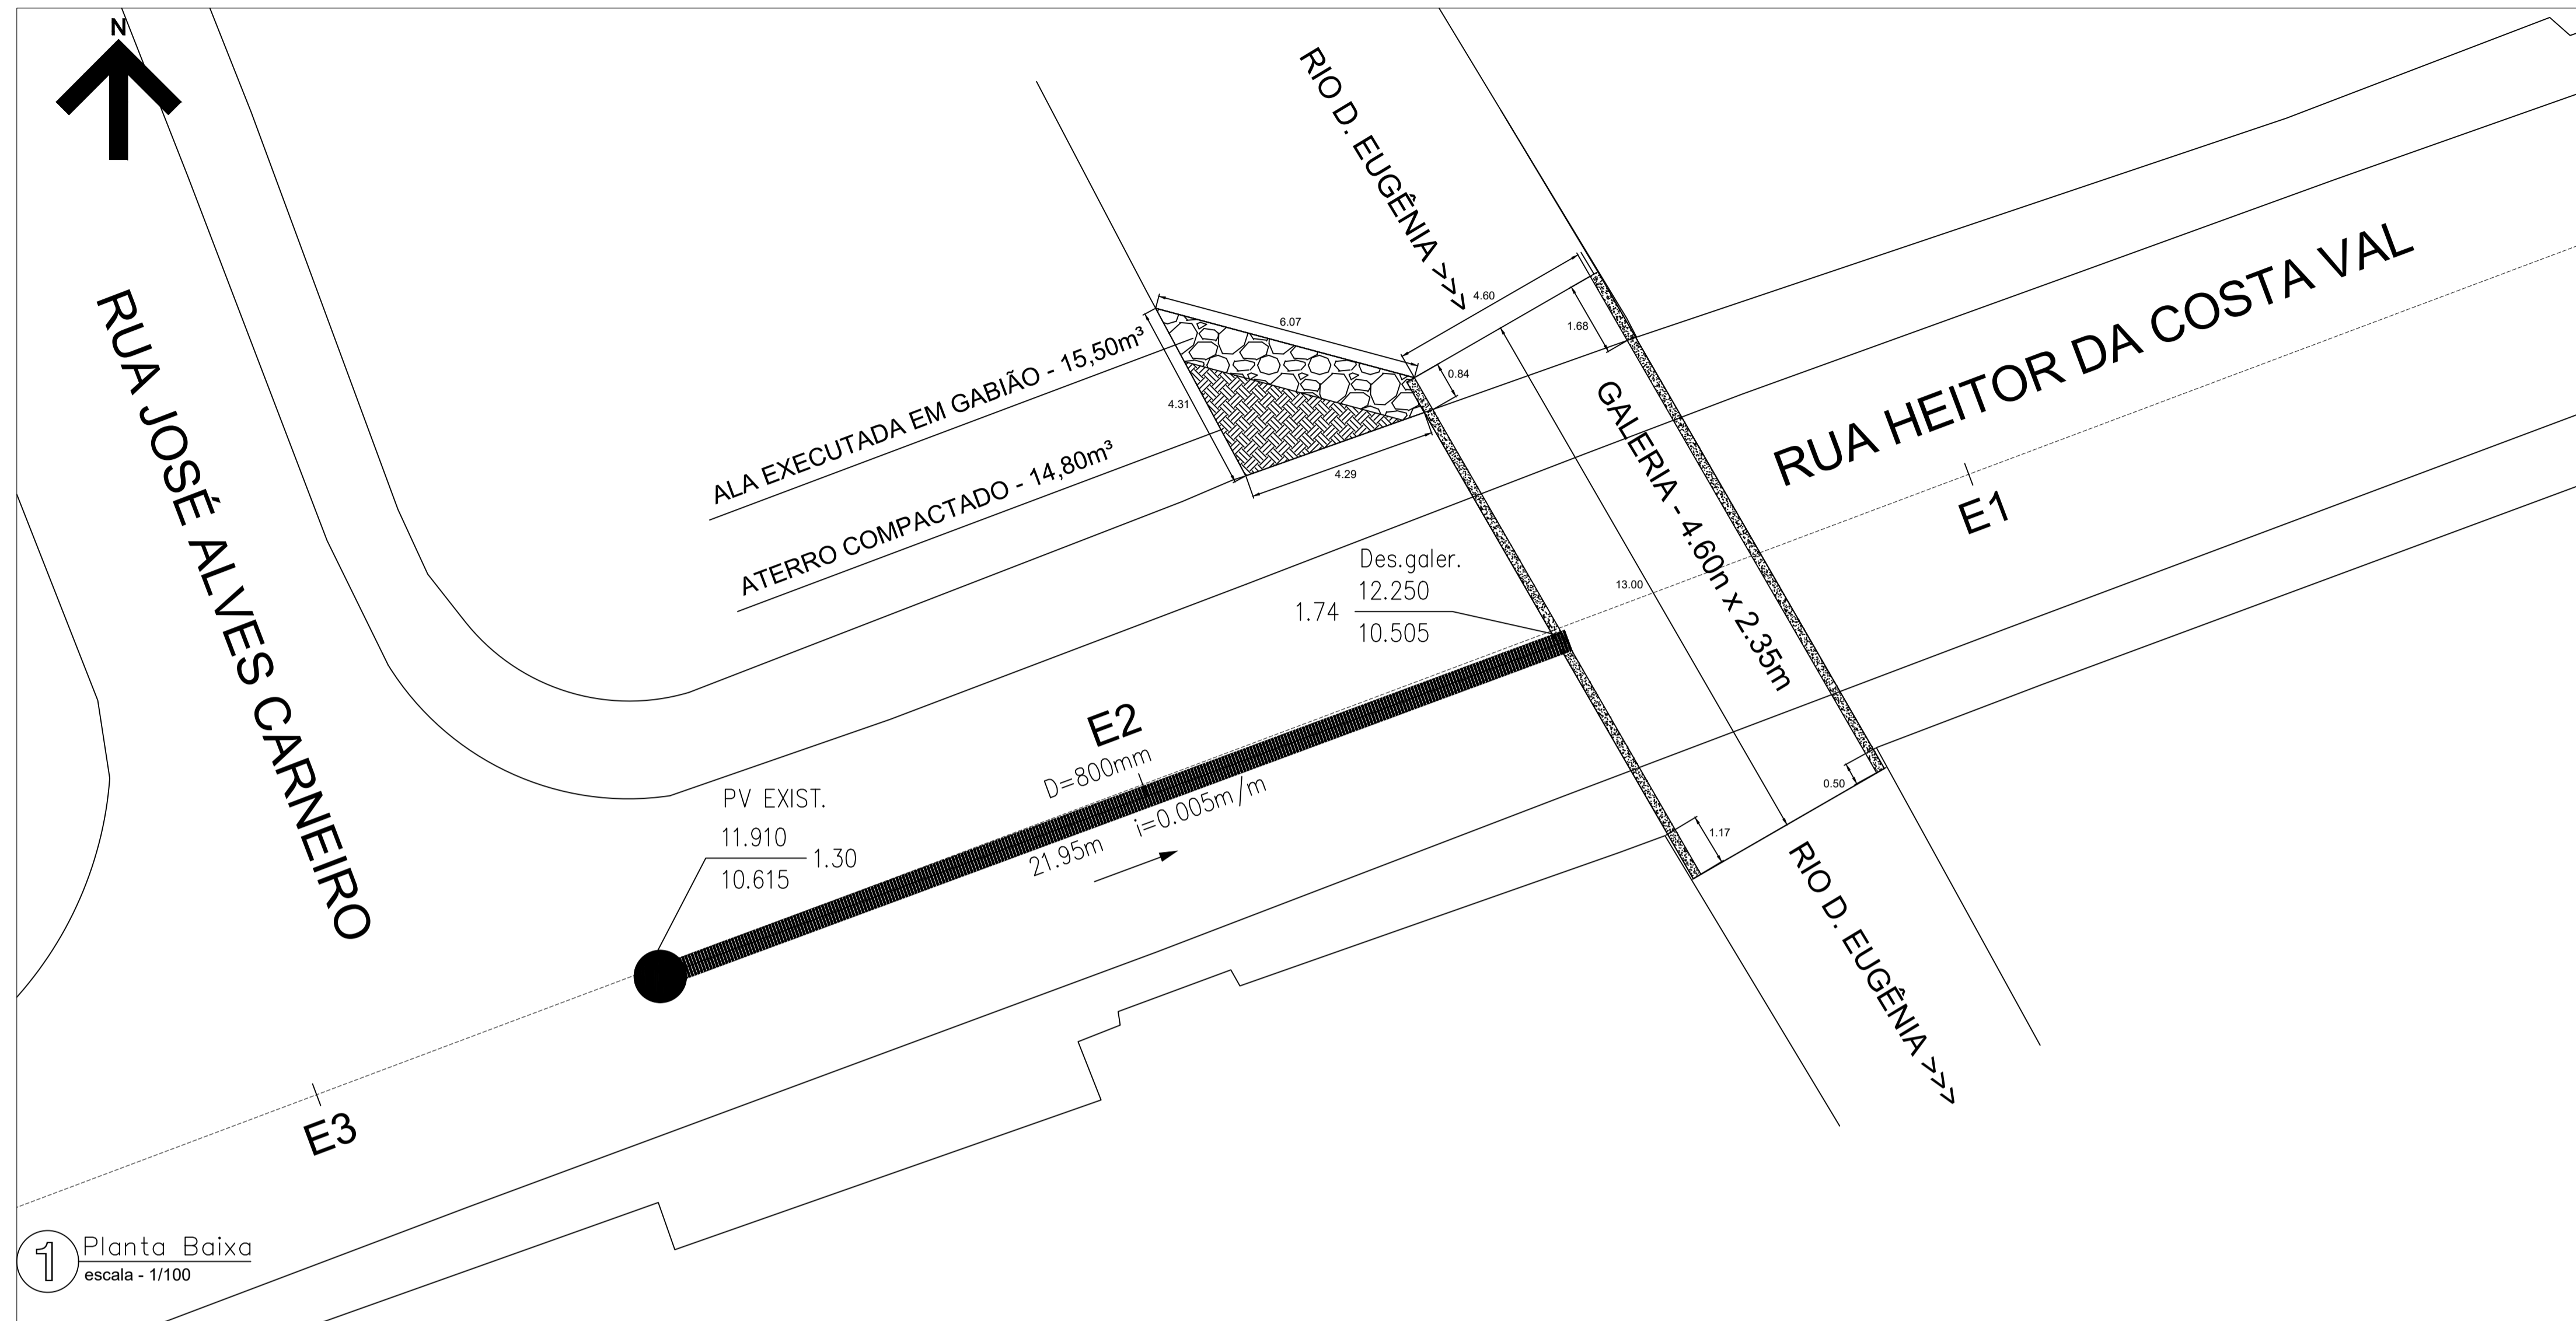 N
RIO D. EUGÊNIA >>>
RUA JOSÉ ALVES CARNEIRO
ALA EXECUTADA EM GABIÃO - 15,50m³
ATERRO COMPACTADO - 14,80m³
6.07
4.31
4.29
4.60
1.68
0.84
GALERIA - 4.60n x 2.35m
13.00
RUA HEITOR DA COSTA VAL
E1
Des.galer.
12.250
1.74
10.505
E2
D=800mm
i=0.005m/m
21.95m
PV EXIST.
11.910
1.30
10.615
0.50
1.17
RIO D. EUGÊNIA >>>
E3
1 Planta Baixa
escala - 1/100